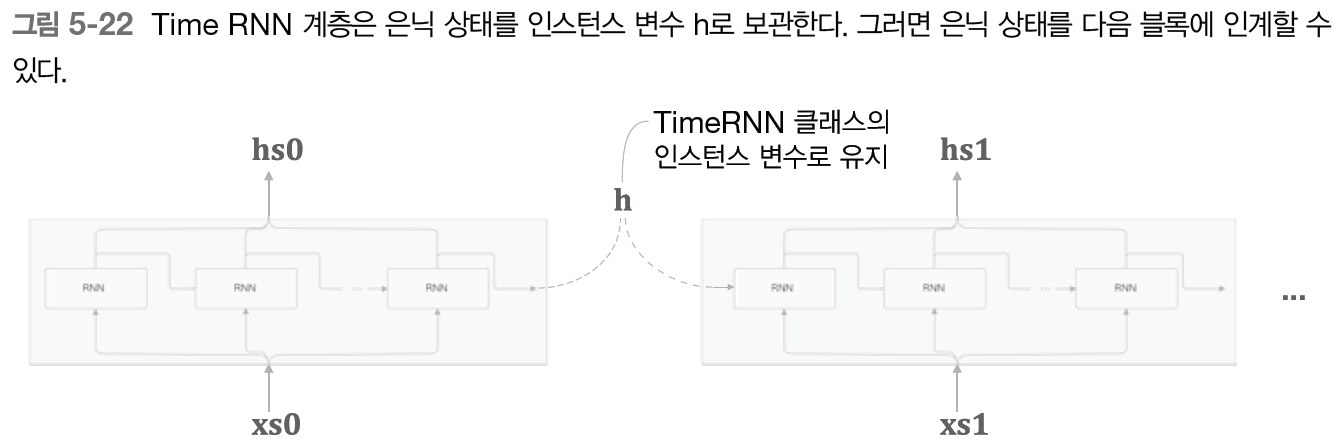 그림 5-22 Time RNN 계층은 은닉 상태를 인스턴스 변수 h로 보관한다. 그러면 은닉 상태를 다음 블록에 인계할 수
있다.
TimeRNN 클래스의
인스턴스 변수로 유지
hs0
hs1
h
RNN
RNN
...
RNN
RNN
RNN
...
RNN
...
xs0
xs1